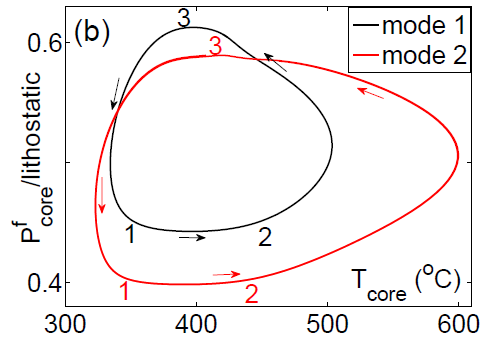 (b)
mode 1
mode 2
3
3
0.6
P^f_core/lithostatic
1
2
0.4
1
2
T_core (°C)
300
400
500
600